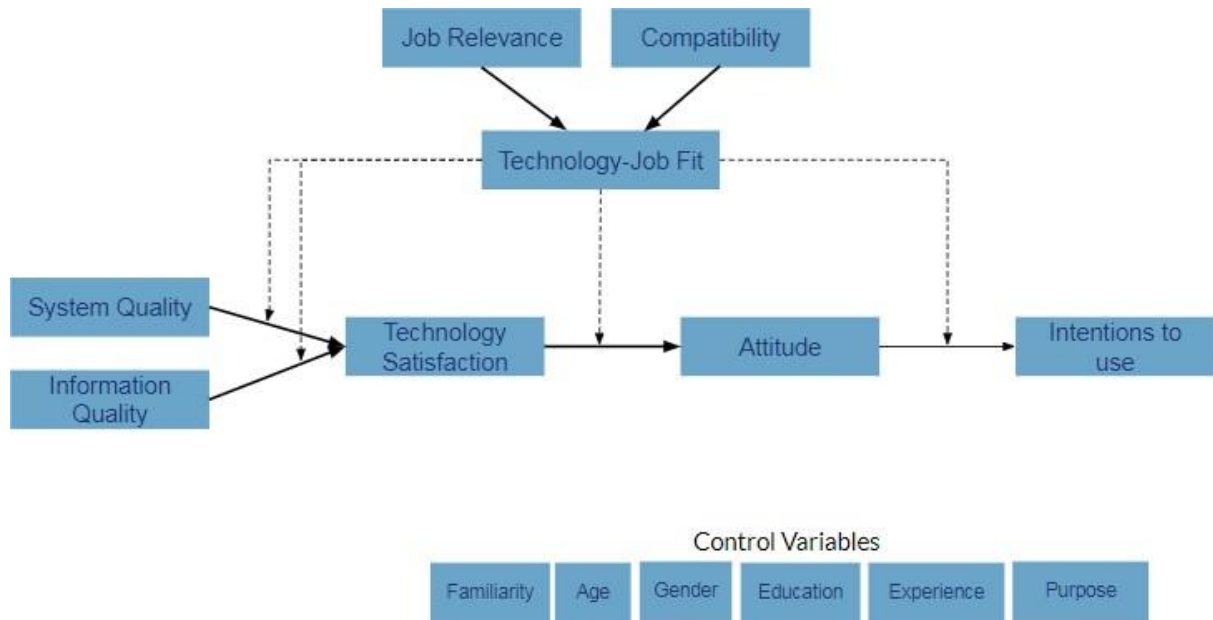 Job Relevance
Compatibility
Technology-Job Fit
System Quality
Information
Quality
Technology
Satisfaction
Attitude
Intentions to
use
Control Variables
Familiarity
Age
Gender
Education
Experience
Purpose